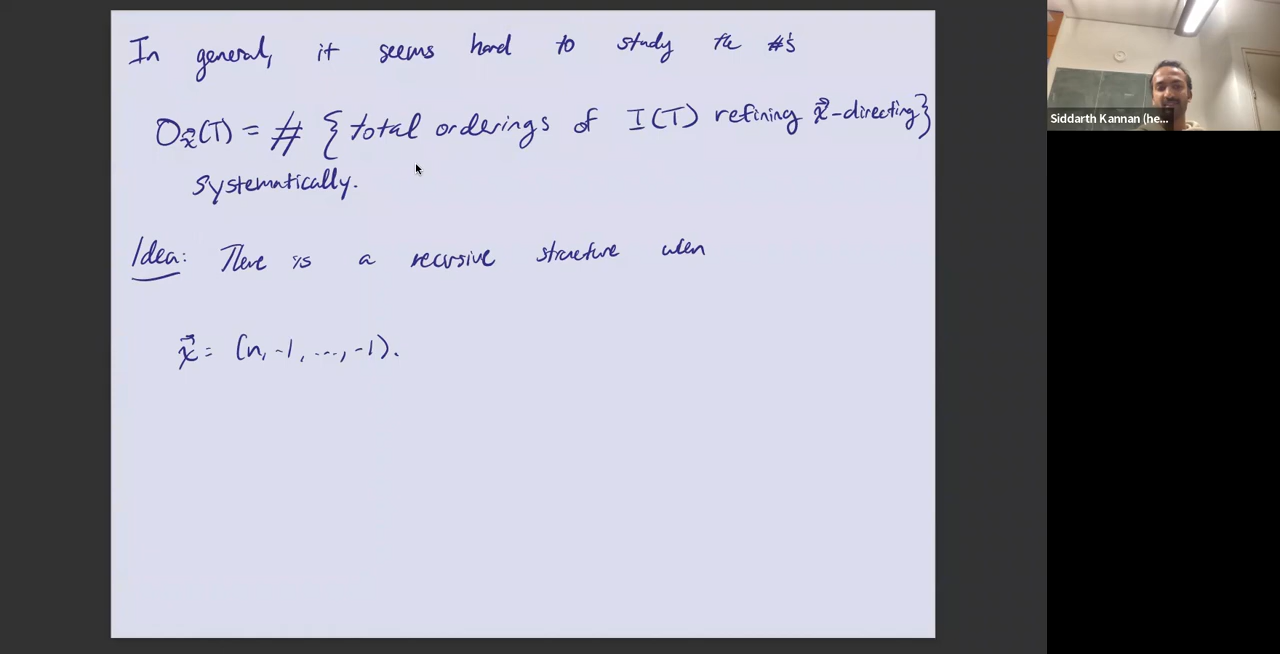 In general, it seems hard to study the #'s
O_x⃗(T) = # { total orderings of I(T) refining x⃗-directing }
systematically.
Idea: There is a recursive structure when
x⃗ = (n, -1, ..., -1).
Siddarth Kannan (he...